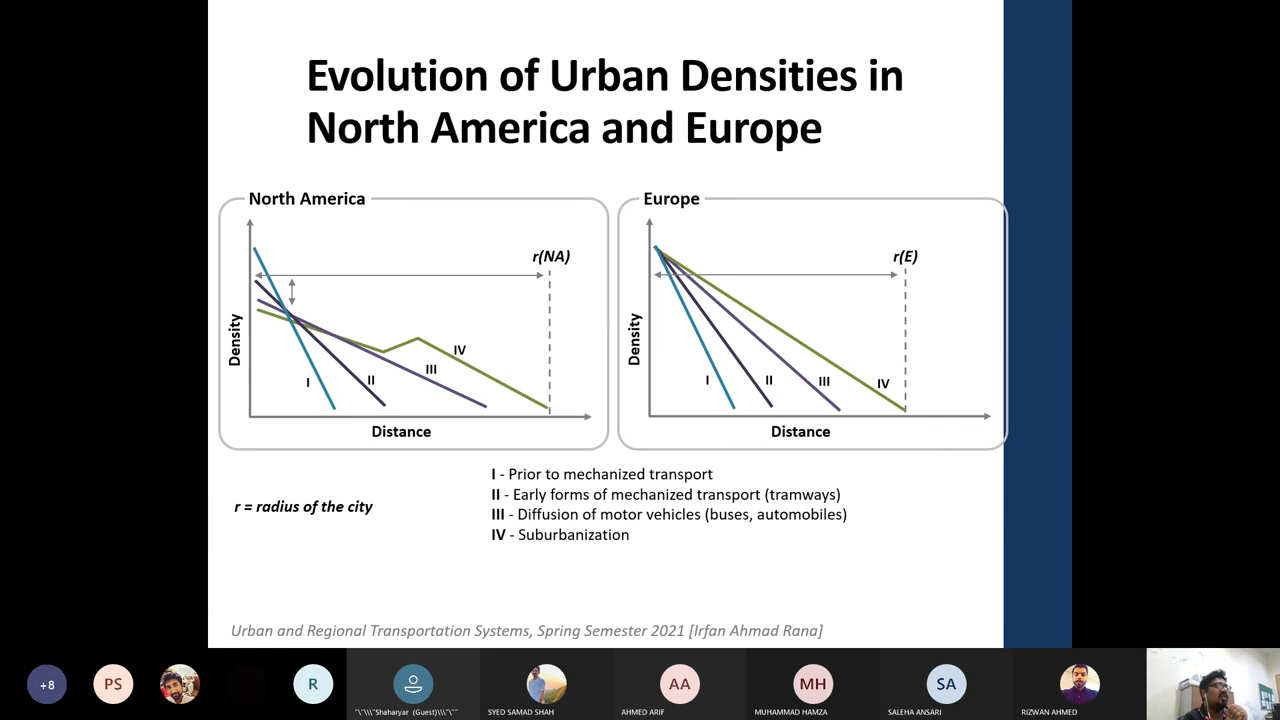 Evolution of Urban Densities in
North America and Europe
North America
r(NA)
Density
I
II
III
IV
Distance
Europe
r(E)
Density
I
II
III
IV
Distance
r = radius of the city
I - Prior to mechanized transport
II - Early forms of mechanized transport (tramways)
III - Diffusion of motor vehicles (buses, automobiles)
IV - Suburbanization
Urban and Regional Transportation Systems, Spring Semester 2021 [Irfan Ahmad Rana]
+8
PS
R
"\"\\\"Shaharyar (Guest)\\\"\""
SYED SAMAD SHAH
AA
AHMED ARIF
MH
MUHAMMAD HAMZA
SA
SALEHA ANSARI
RIZWAN AHMED